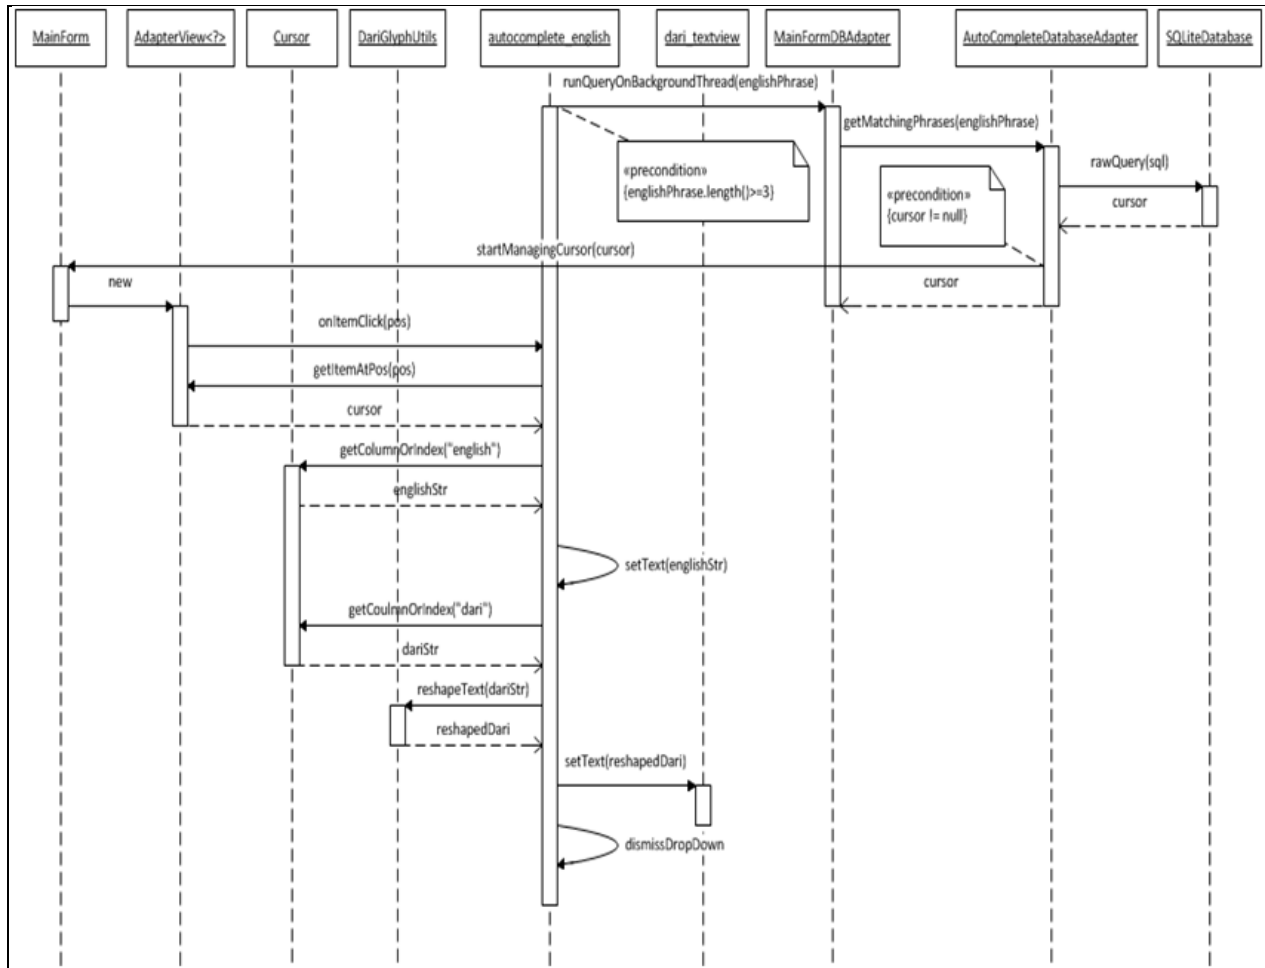 MainForm
AdapterView<?>
Cursor
DariGlyphUtils
autocomplete_english
dari_textview
MainFormDBAdapter
AutoCompleteDatabaseAdapter
SQLiteDatabase
runQueryOnBackgroundThread(englishPhrase)
getMatchingPhrases(englishPhrase)
«precondition»
{englishPhrase.length()>=3}
rawQuery(sql)
«precondition»
{cursor != null}
cursor
startManagingCursor(cursor)
new
cursor
onItemClick(pos)
getItemAtPos(pos)
cursor
getColumnOrIndex("english")
englishStr
setText(englishStr)
getCoulmnOrIndex("dari")
dariStr
reshapeText(dariStr)
reshapedDari
setText(reshapedDari)
dismissDropDown